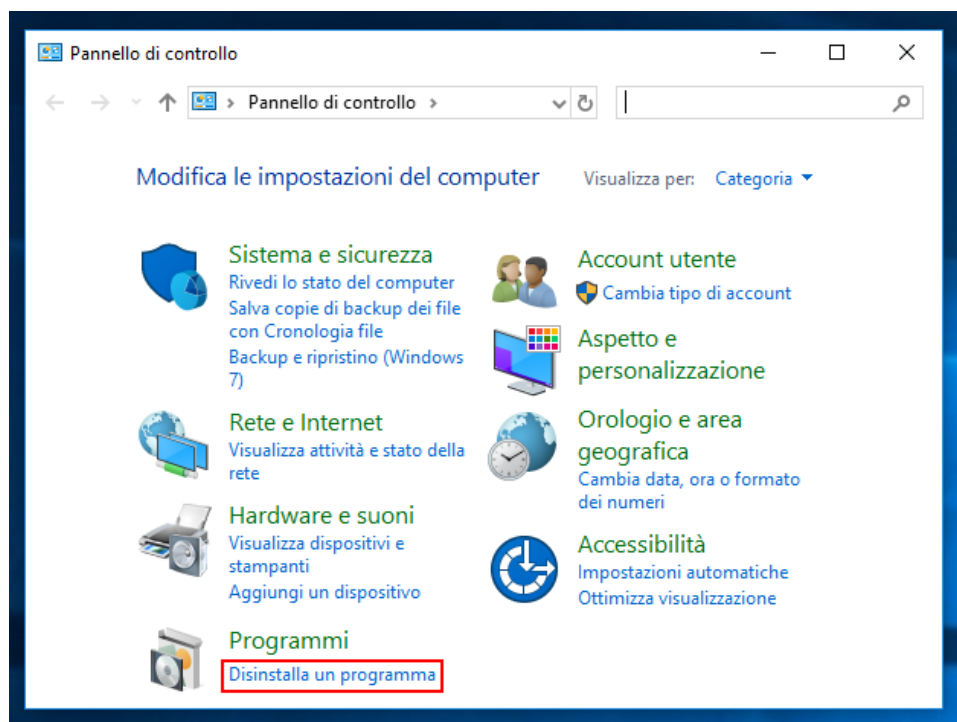 Pannello di controllo
Pannello di controllo
Modifica le impostazioni del computer
Visualizza per: Categoria
Sistema e sicurezza
Rivedi lo stato del computer
Salva copie di backup dei file
con Cronologia file
Backup e ripristino (Windows
7)
Rete e Internet
Visualizza attività e stato della
rete
Hardware e suoni
Visualizza dispositivi e
stampanti
Aggiungi un dispositivo
Programmi
Disinstalla un programma
Account utente
Cambia tipo di account
Aspetto e
personalizzazione
Orologio e area
geografica
Cambia data, ora o formato
dei numeri
Accessibilità
Impostazioni automatiche
Ottimizza visualizzazione